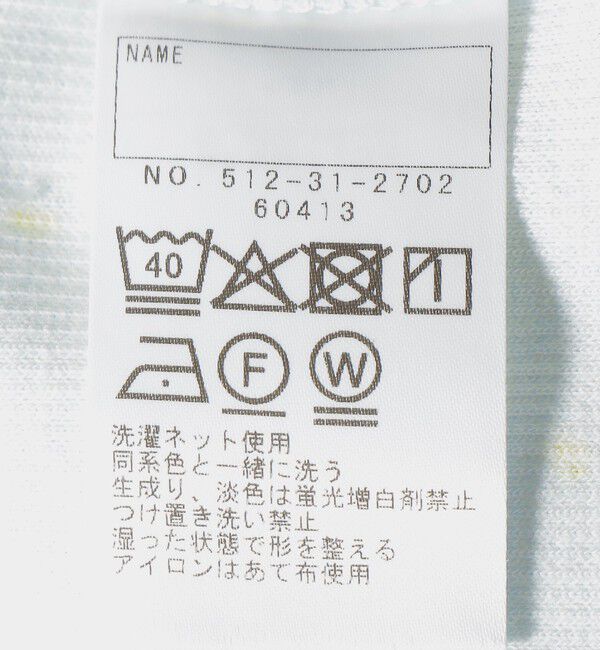 NAME
NO. 512-31-2702
60413
40
F
W
洗濯ネット使用
同系色と一緒に洗う
生成り、淡色は蛍光増白剤禁止
つけ置き洗い禁止
湿った状態で形を整える
アイロンはあて布使用